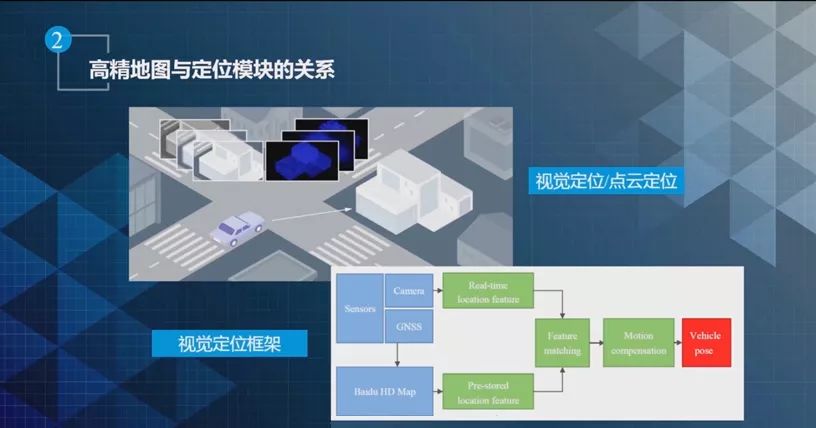 2
高精地图与定位模块的关系
视觉定位/点云定位
视觉定位框架
Sensors
Camera
GNSS
Baidu HD Map
Real-time
location feature
Pre-stored
location feature
Feature
matching
Motion
compensation
Vehicle
pose